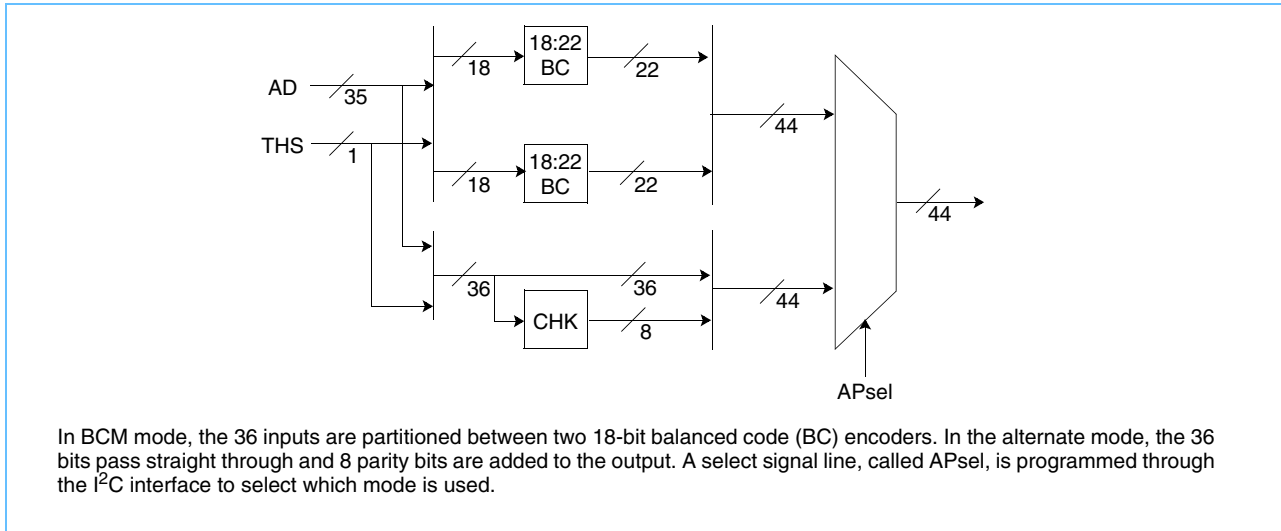 18:22
BC
18
22
AD
35
44
THS
1
18:22
BC
18
22
44
36
36
44
CHK
8
APsel
In BCM mode, the 36 inputs are partitioned between two 18-bit balanced code (BC) encoders. In the alternate mode, the 36
bits pass straight through and 8 parity bits are added to the output. A select signal line, called APsel, is programmed through
the I²C interface to select which mode is used.